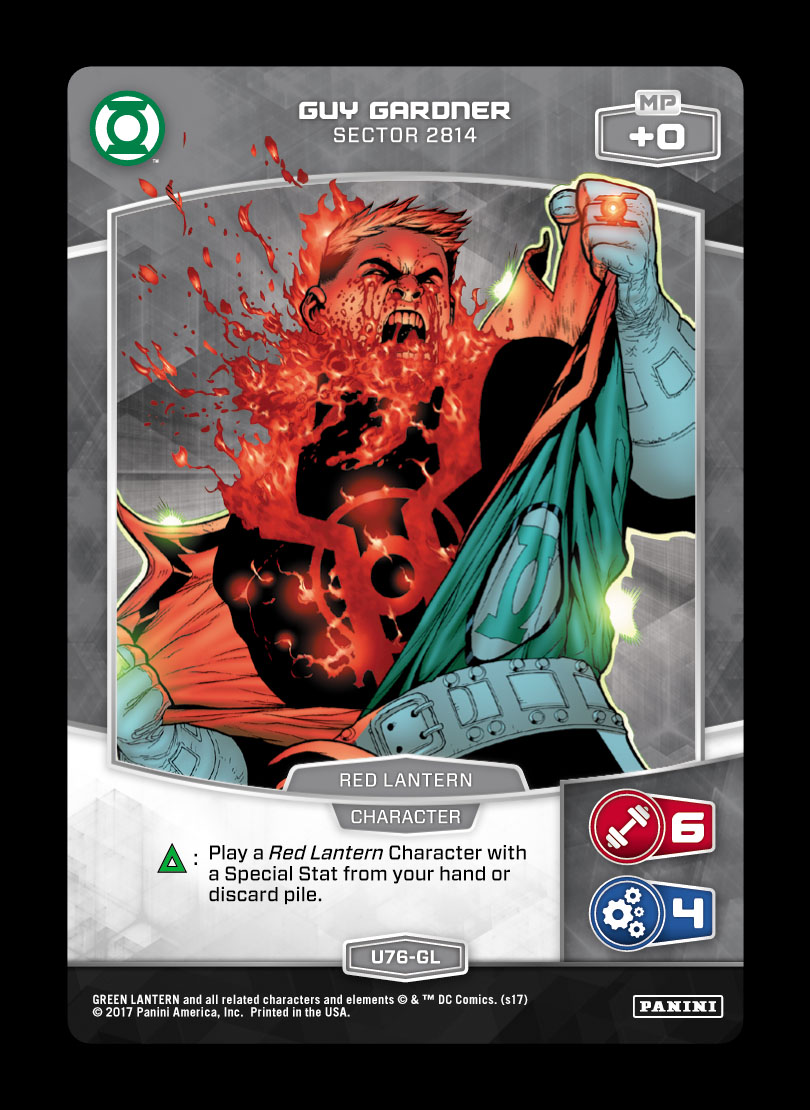 GUY GARDNER
SECTOR 2814
MP
+0
™
RED LANTERN
CHARACTER
: Play a Red Lantern Character with
a Special Stat from your hand or
discard pile.
6
4
U76-GL
GREEN LANTERN and all related characters and elements © & ™ DC Comics. (s17)
© 2017 Panini America, Inc. Printed in the USA.
PANINI